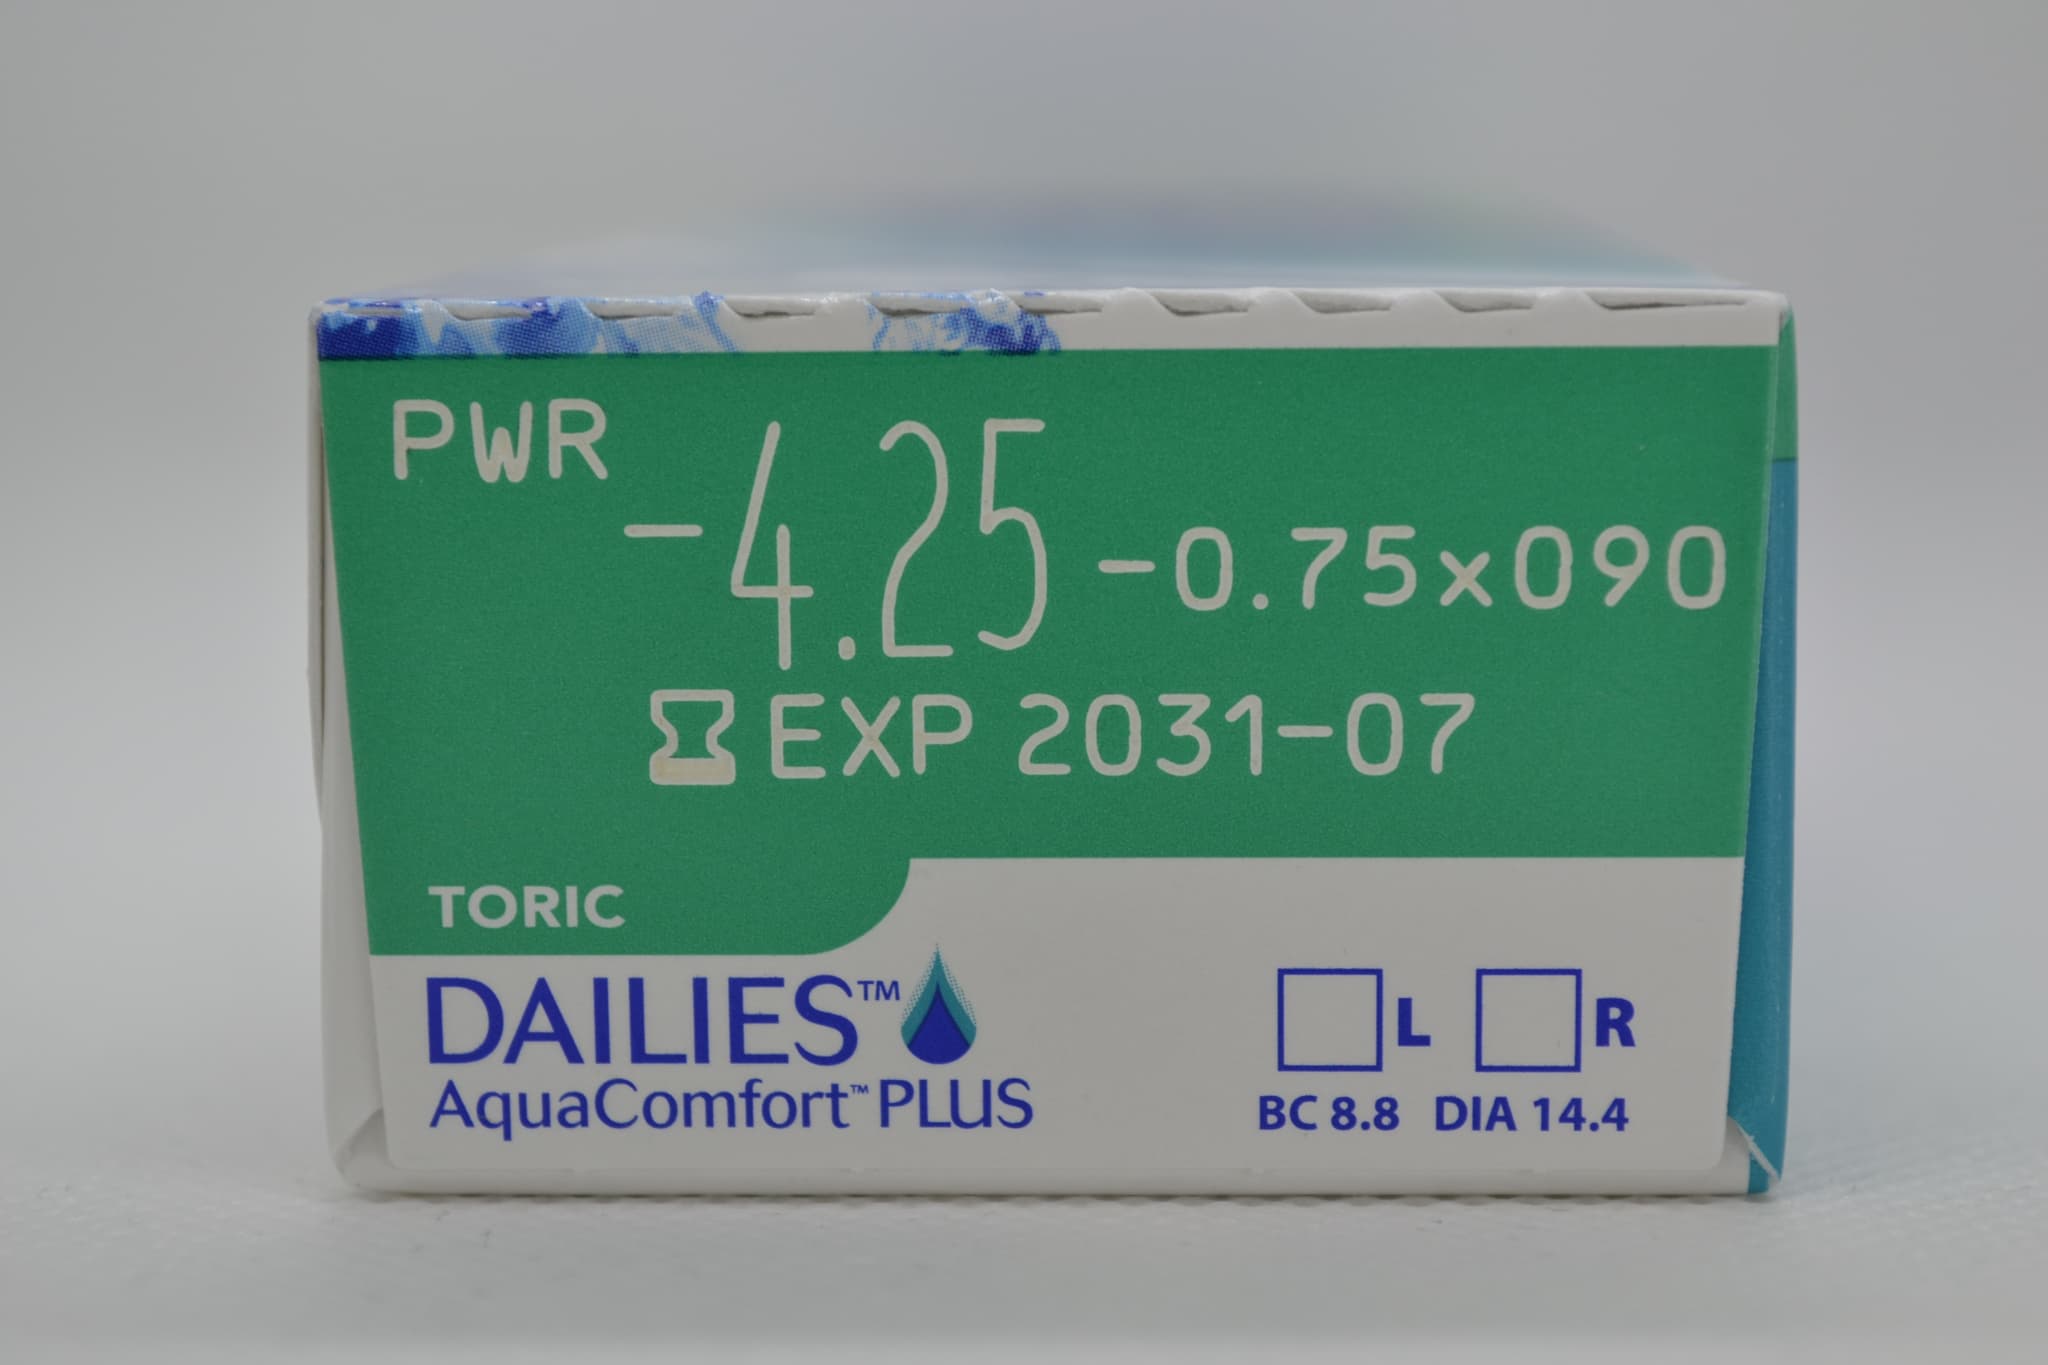 PWR -4.25 -0.75x090
EXP 2031-07
TORIC
DAILIES™
AquaComfort™ PLUS
L R
BC 8.8 DIA 14.4